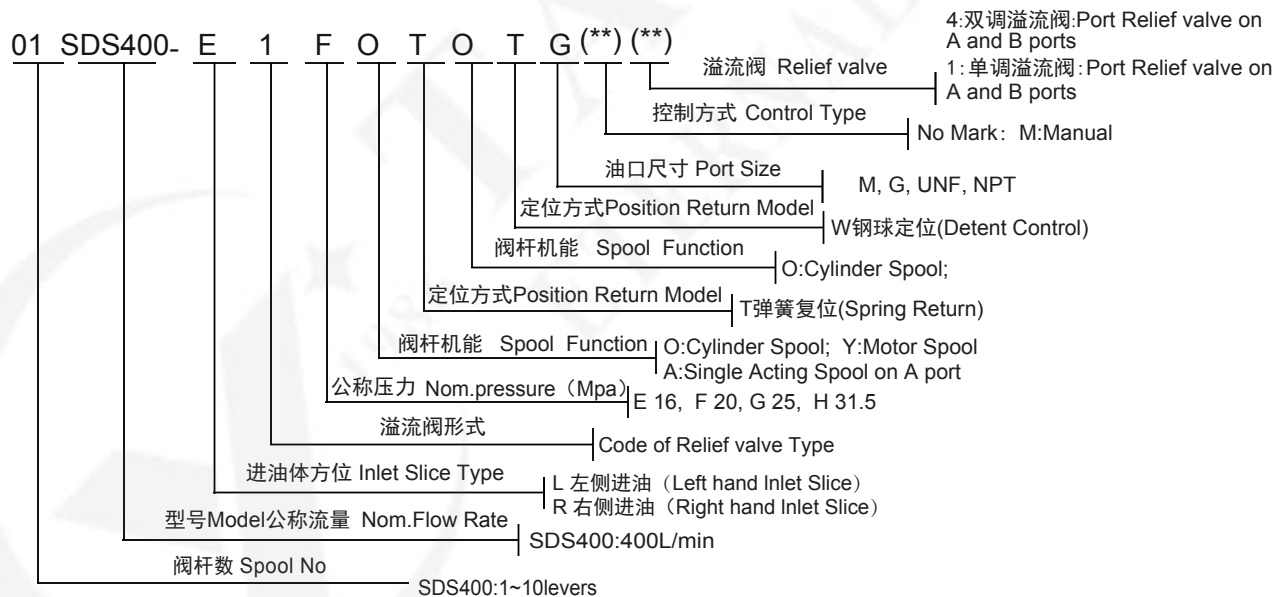 4:双调溢流阀:Port Relief valve on
A and B ports
01 SDS400- E 1 F O T O T G (**) (**)
溢流阀 Relief valve
1:单调溢流阀:Port Relief valve on
A and B ports
控制方式 Control Type
No Mark: M:Manual
油口尺寸 Port Size
M, G, UNF, NPT
定位方式Position Return Model
W钢球定位(Detent Control)
阀杆机能 Spool Function
O:Cylinder Spool;
定位方式Position Return Model
T弹簧复位(Spring Return)
阀杆机能 Spool Function
O:Cylinder Spool; Y:Motor Spool
A:Single Acting Spool on A port
公称压力 Nom.pressure（Mpa）
E 16, F 20, G 25, H 31.5
溢流阀形式
Code of Relief valve Type
进油体方位 Inlet Slice Type
L 左侧进油（Left hand Inlet Slice）
R 右侧进油（Right hand Inlet Slice）
型号Model公称流量 Nom.Flow Rate
SDS400:400L/min
阀杆数 Spool No
SDS400:1~10levers